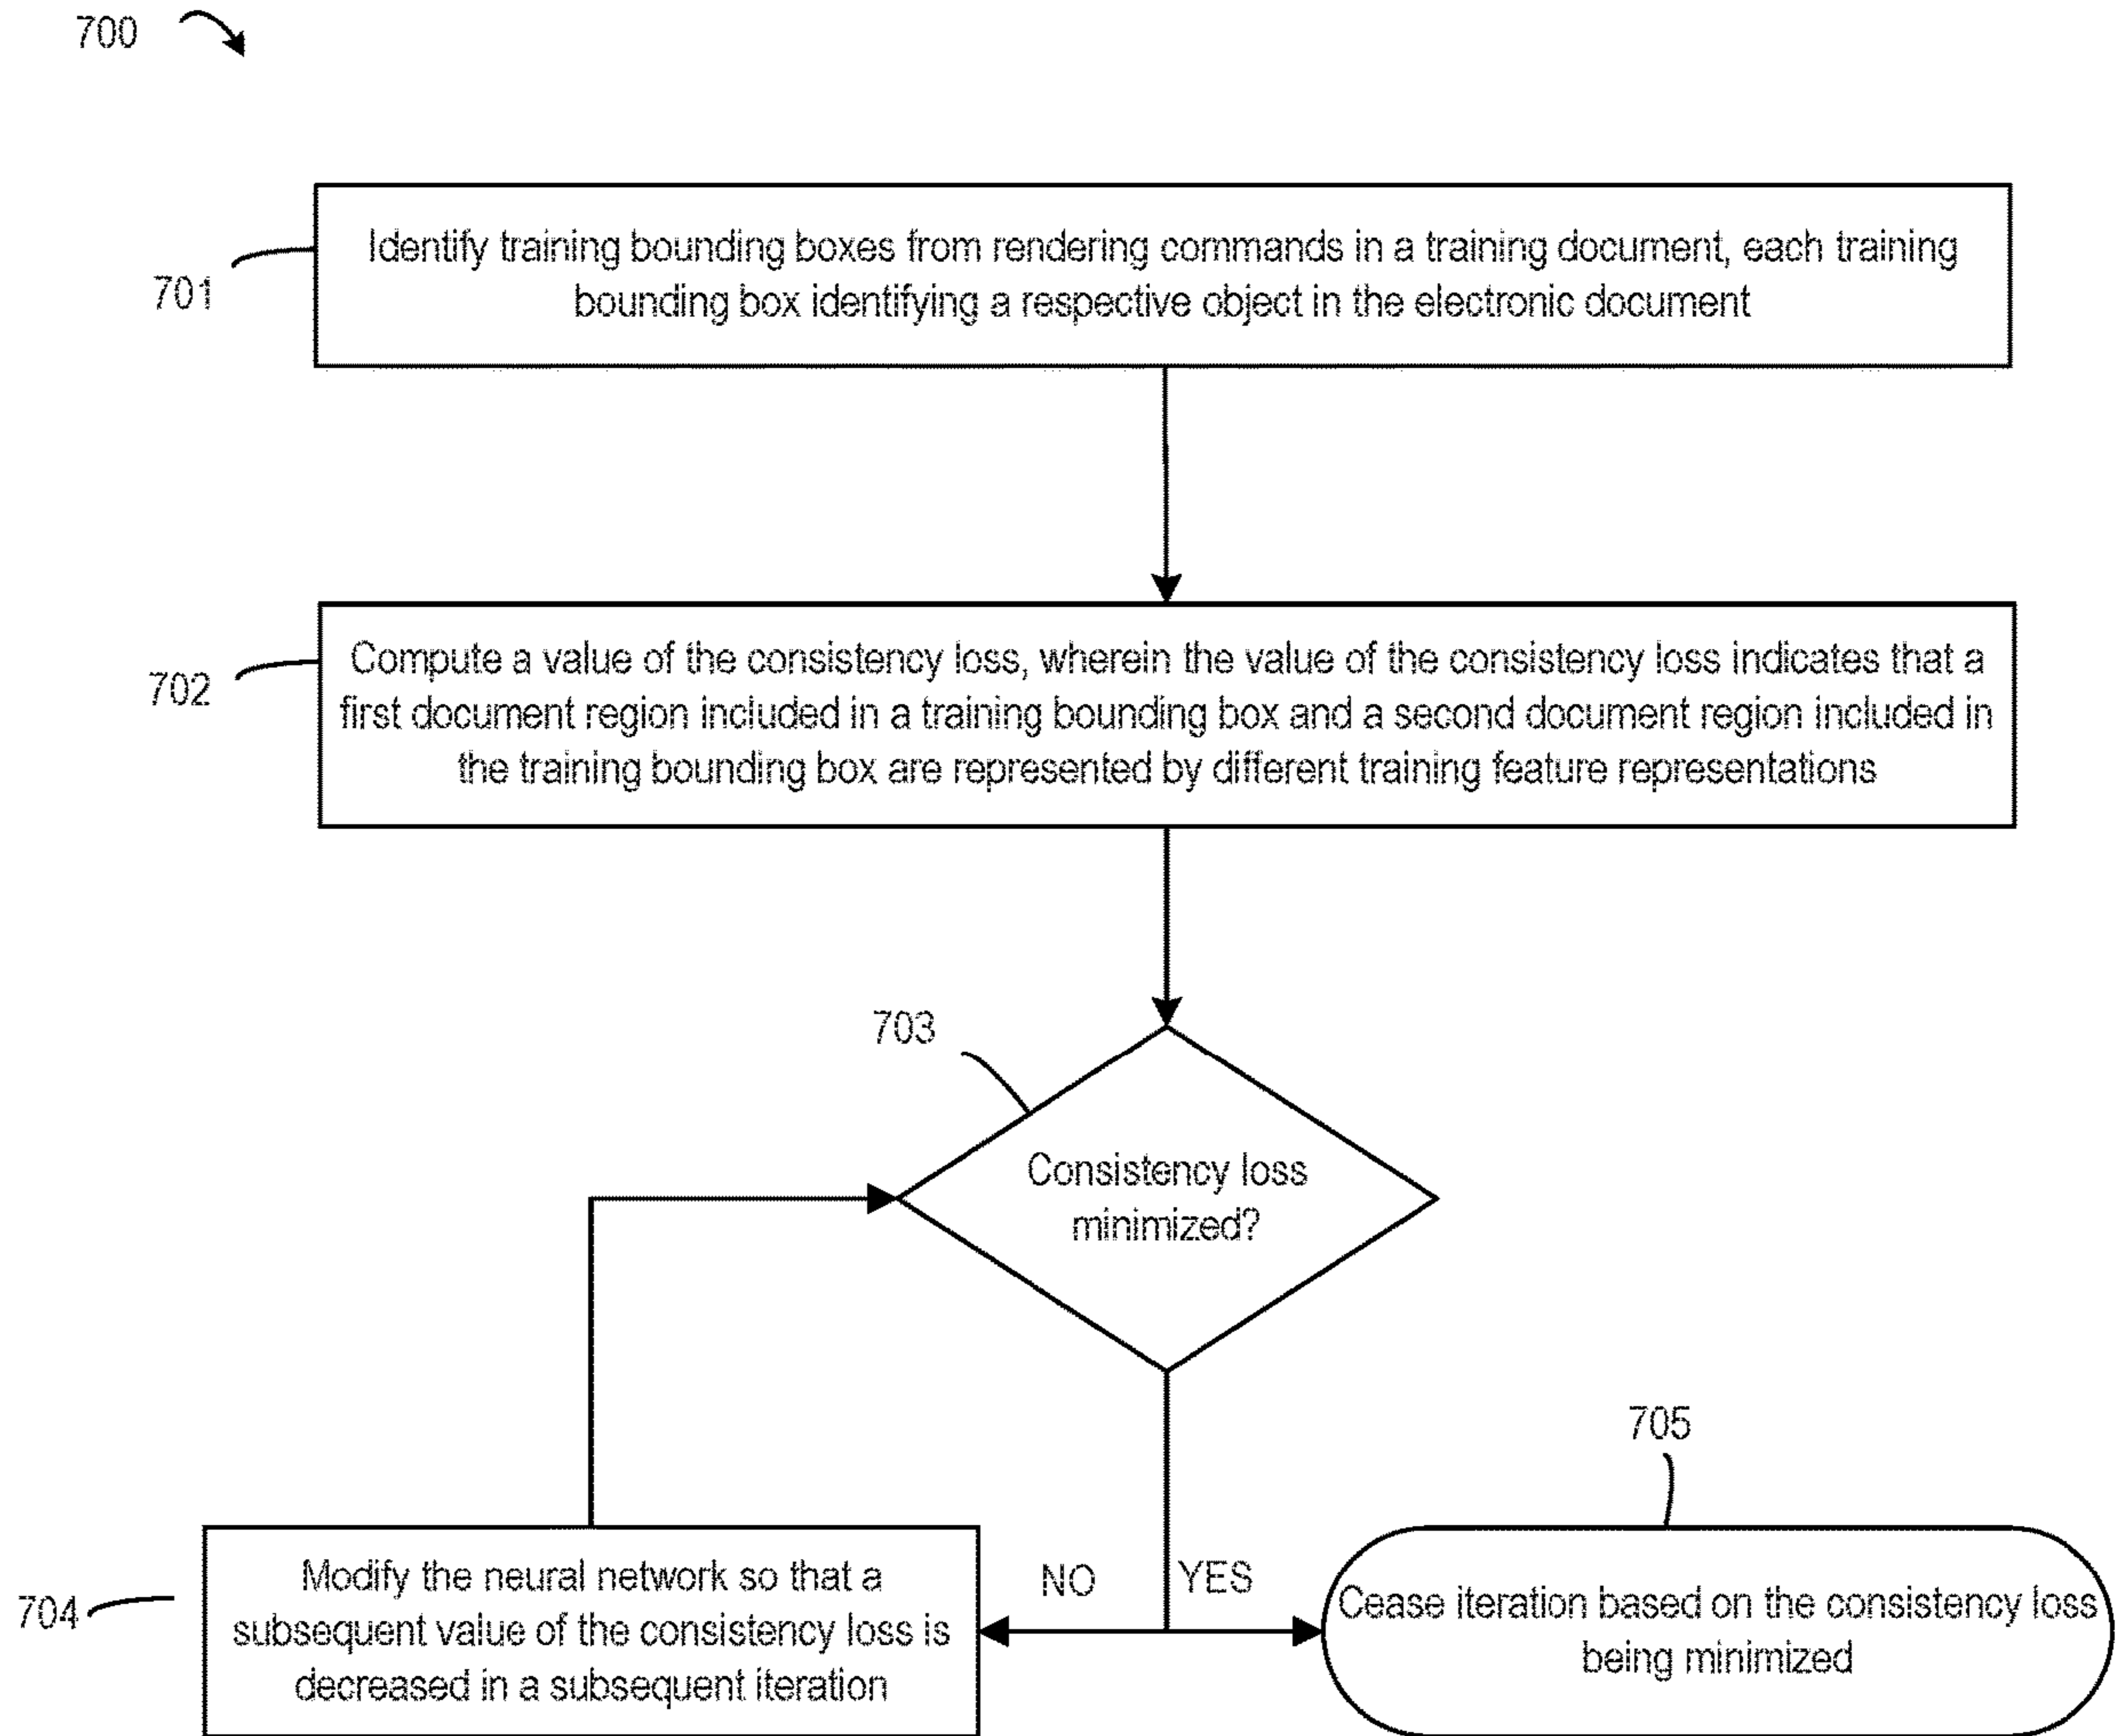 700
Identify training bounding boxes from rendering commands in a training document, each training
bounding box identifying a respective object in the electronic document
701
Compute a value of the consistency loss, wherein the value of the consistency loss indicates that a
first document region included in a training bounding box and a second document region included in
the training bounding box are represented by different training feature representations
702
703
Consistency loss
minimized?
705
NO
YES
Modify the neural network so that a
subsequent value of the consistency loss is
decreased in a subsequent iteration
704
Cease iteration based on the consistency loss
being minimized